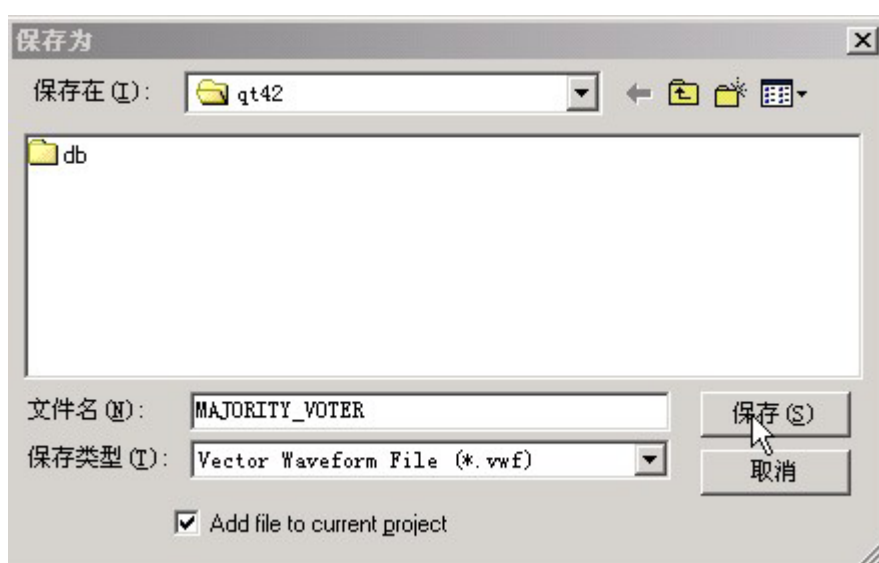 保存为
保存在(I):
qt42
db
文件名(N):
MAJORITY_VOTER
保存(S)
保存类型(T):
Vector Waveform File (*.vwf)
取消
Add file to current project